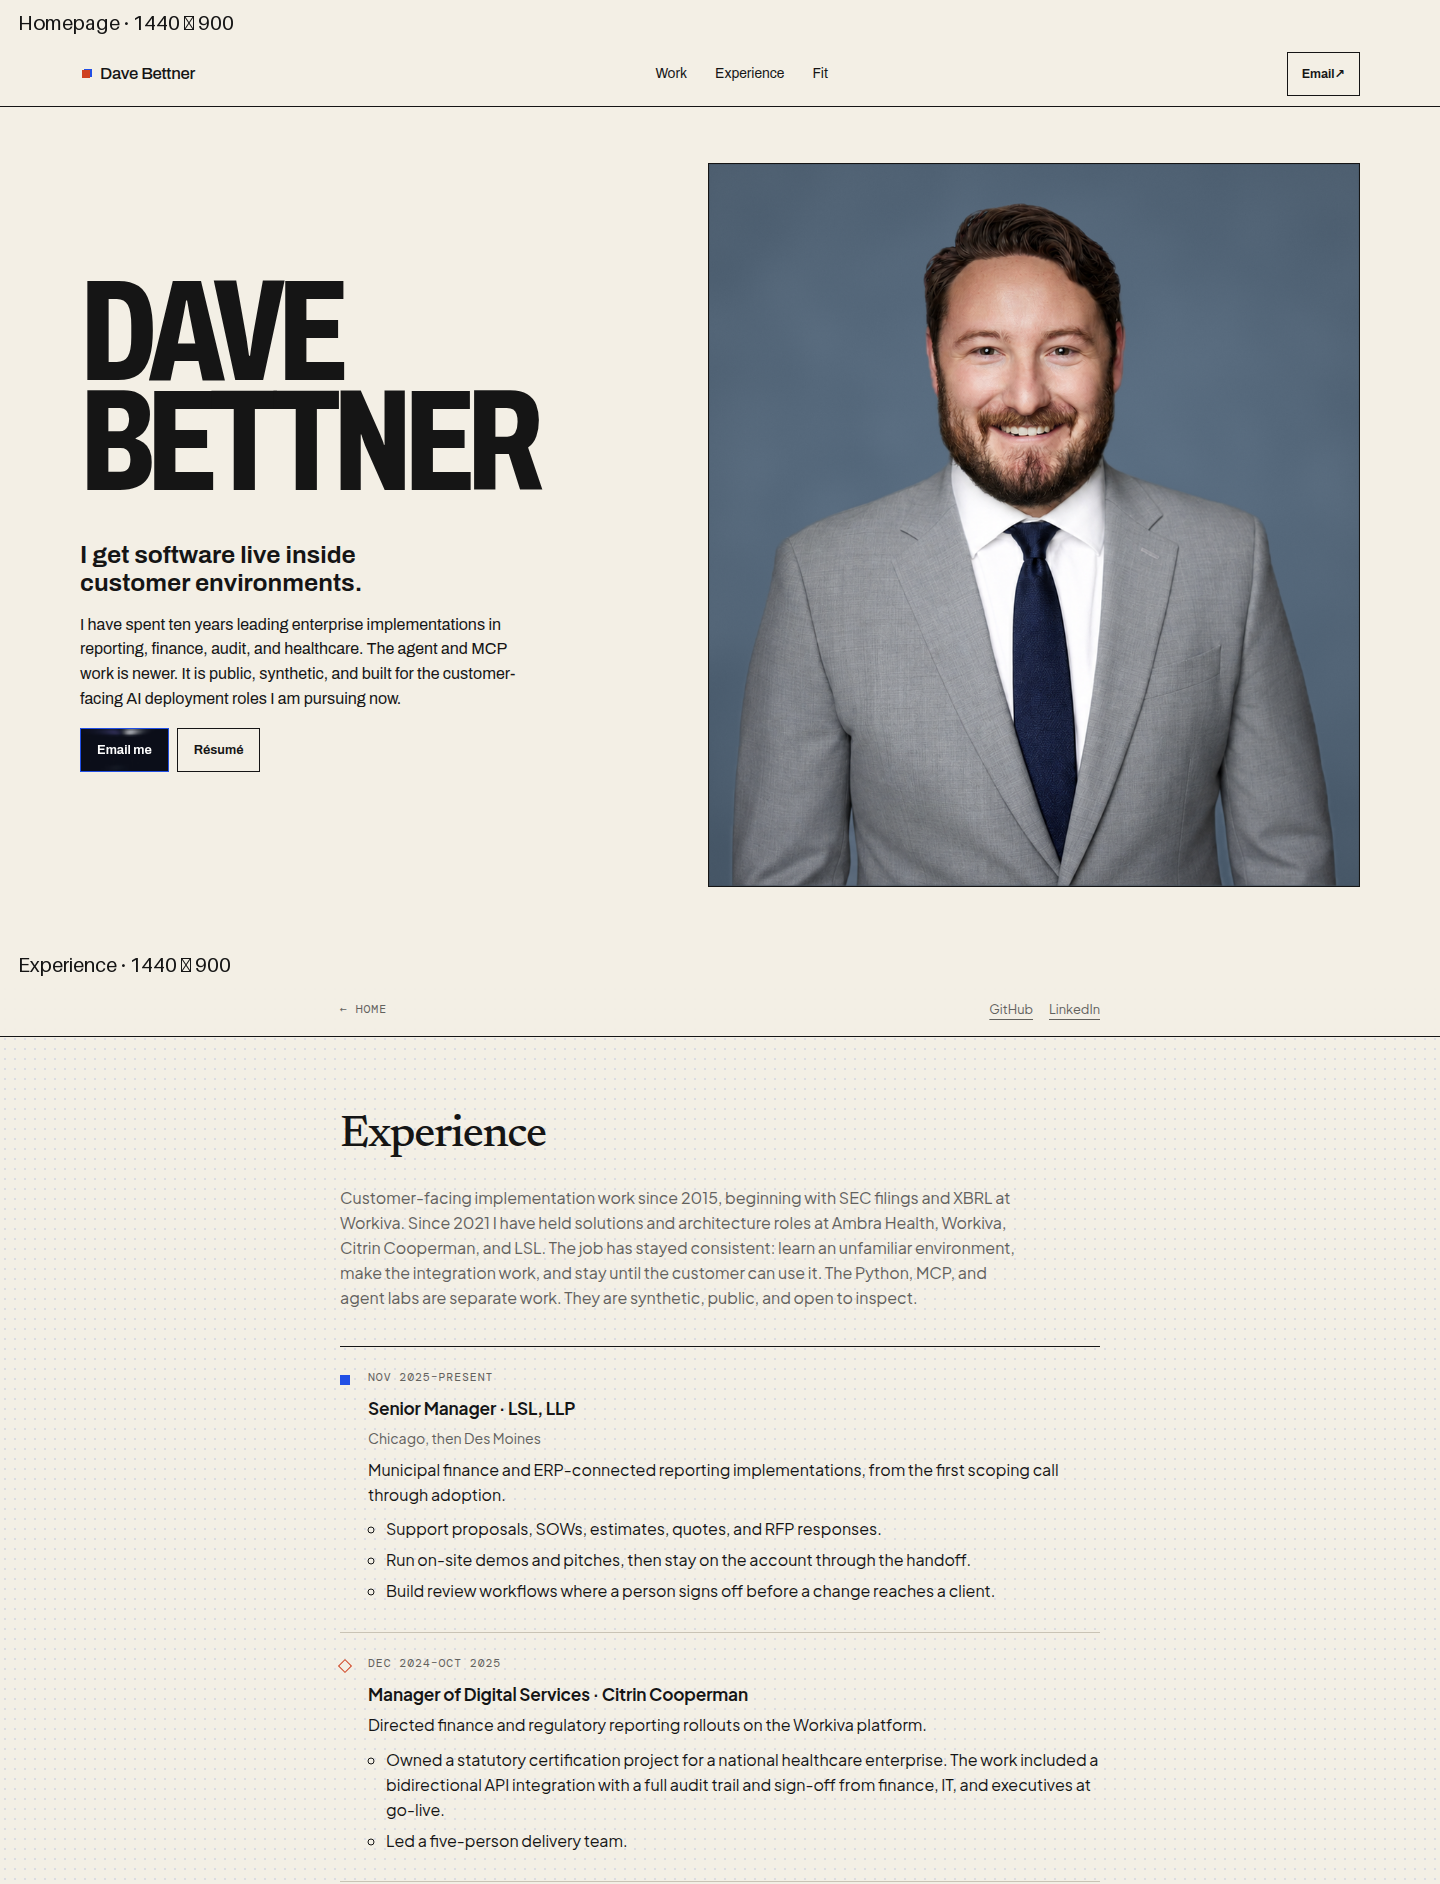 Homepage · 1440 900
Dave Bettner
Work Experience Fit
Email↗
DAVE
BETTNER
I get software live inside
customer environments.
I have spent ten years leading enterprise implementations in
reporting, finance, audit, and healthcare. The agent and MCP
work is newer. It is public, synthetic, and built for the customer-
facing AI deployment roles I am pursuing now.
Email me Résumé
Experience · 1440 900
← HOME
GitHub LinkedIn
Experience
Customer-facing implementation work since 2015, beginning with SEC filings and XBRL at
Workiva. Since 2021 I have held solutions and architecture roles at Ambra Health, Workiva,
Citrin Cooperman, and LSL. The job has stayed consistent: learn an unfamiliar environment,
make the integration work, and stay until the customer can use it. The Python, MCP, and
agent labs are separate work. They are synthetic, public, and open to inspect.
NOV 2025–PRESENT
Senior Manager · LSL, LLP
Chicago, then Des Moines
Municipal finance and ERP-connected reporting implementations, from the first scoping call
through adoption.
Support proposals, SOWs, estimates, quotes, and RFP responses.
Run on-site demos and pitches, then stay on the account through the handoff.
Build review workflows where a person signs off before a change reaches a client.
DEC 2024–OCT 2025
Manager of Digital Services · Citrin Cooperman
Directed finance and regulatory reporting rollouts on the Workiva platform.
Owned a statutory certification project for a national healthcare enterprise. The work included a
bidirectional API integration with a full audit trail and sign-off from finance, IT, and executives at
go-live.
Led a five-person delivery team.